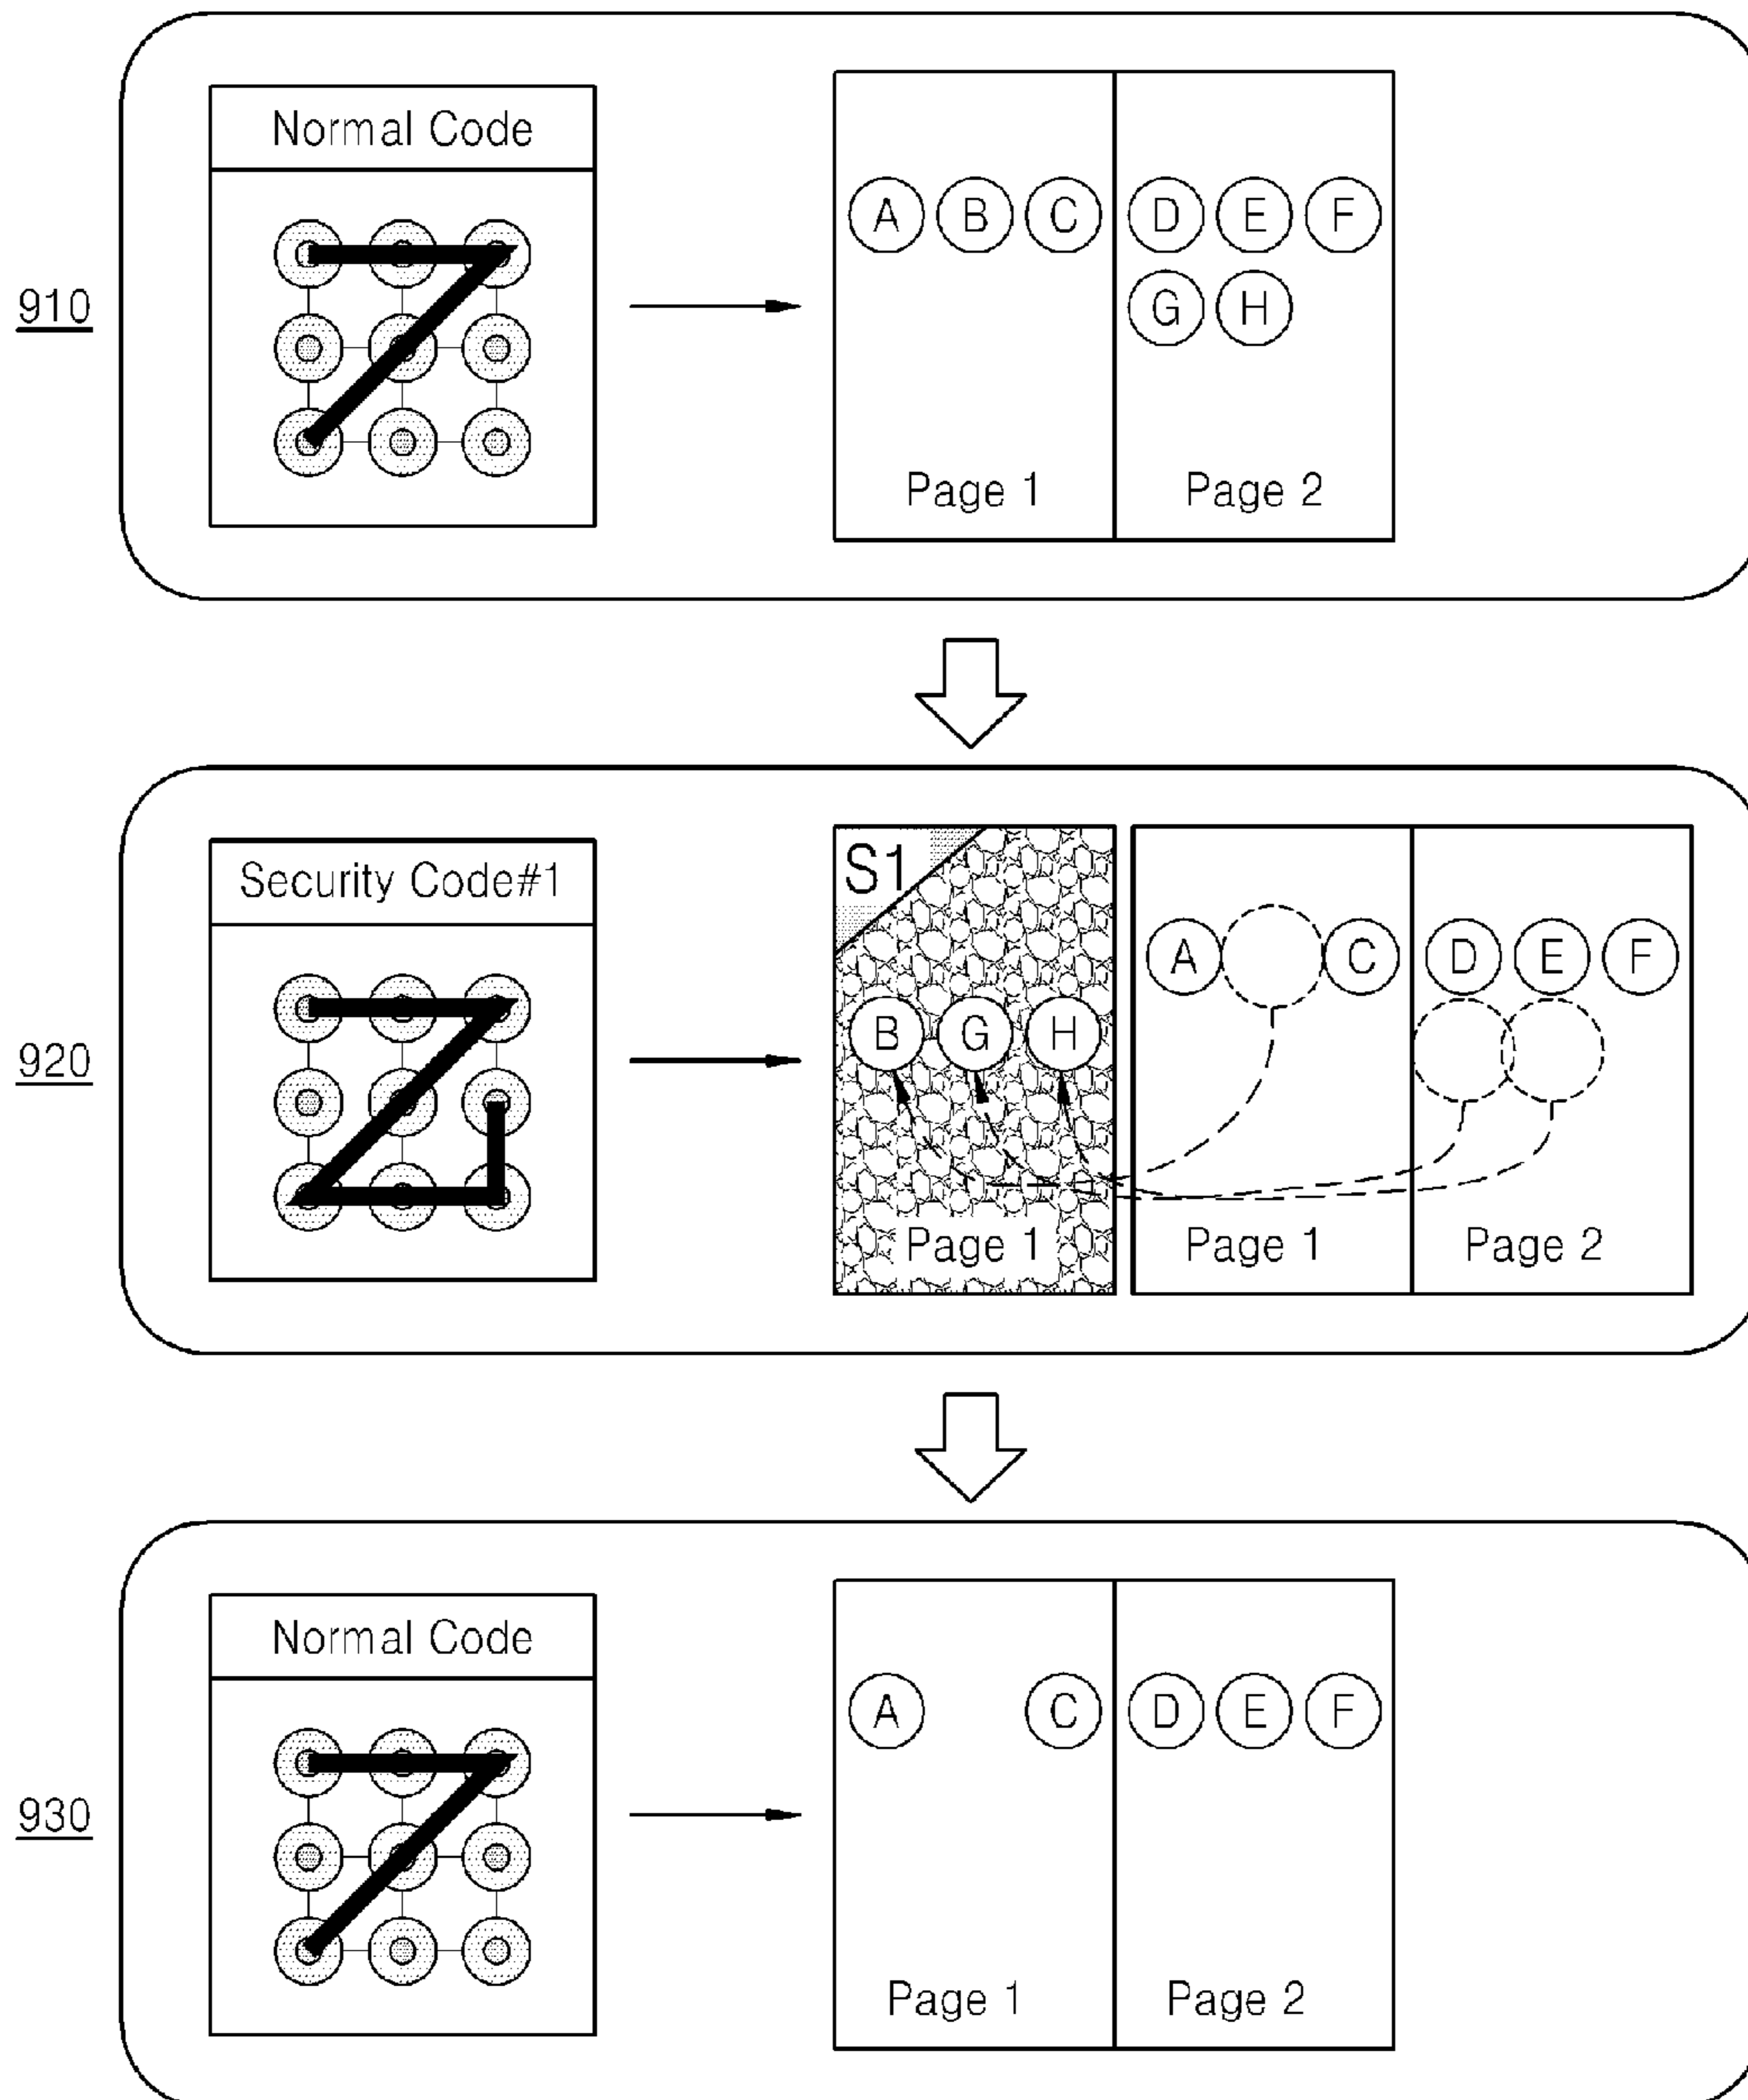 910
Normal Code
A B C D E F
G H
Page 1 Page 2
920
Security Code#1
S1
A C D E F
B G H
Page 1 Page 1 Page 2
930
Normal Code
A C D E F
Page 1 Page 2